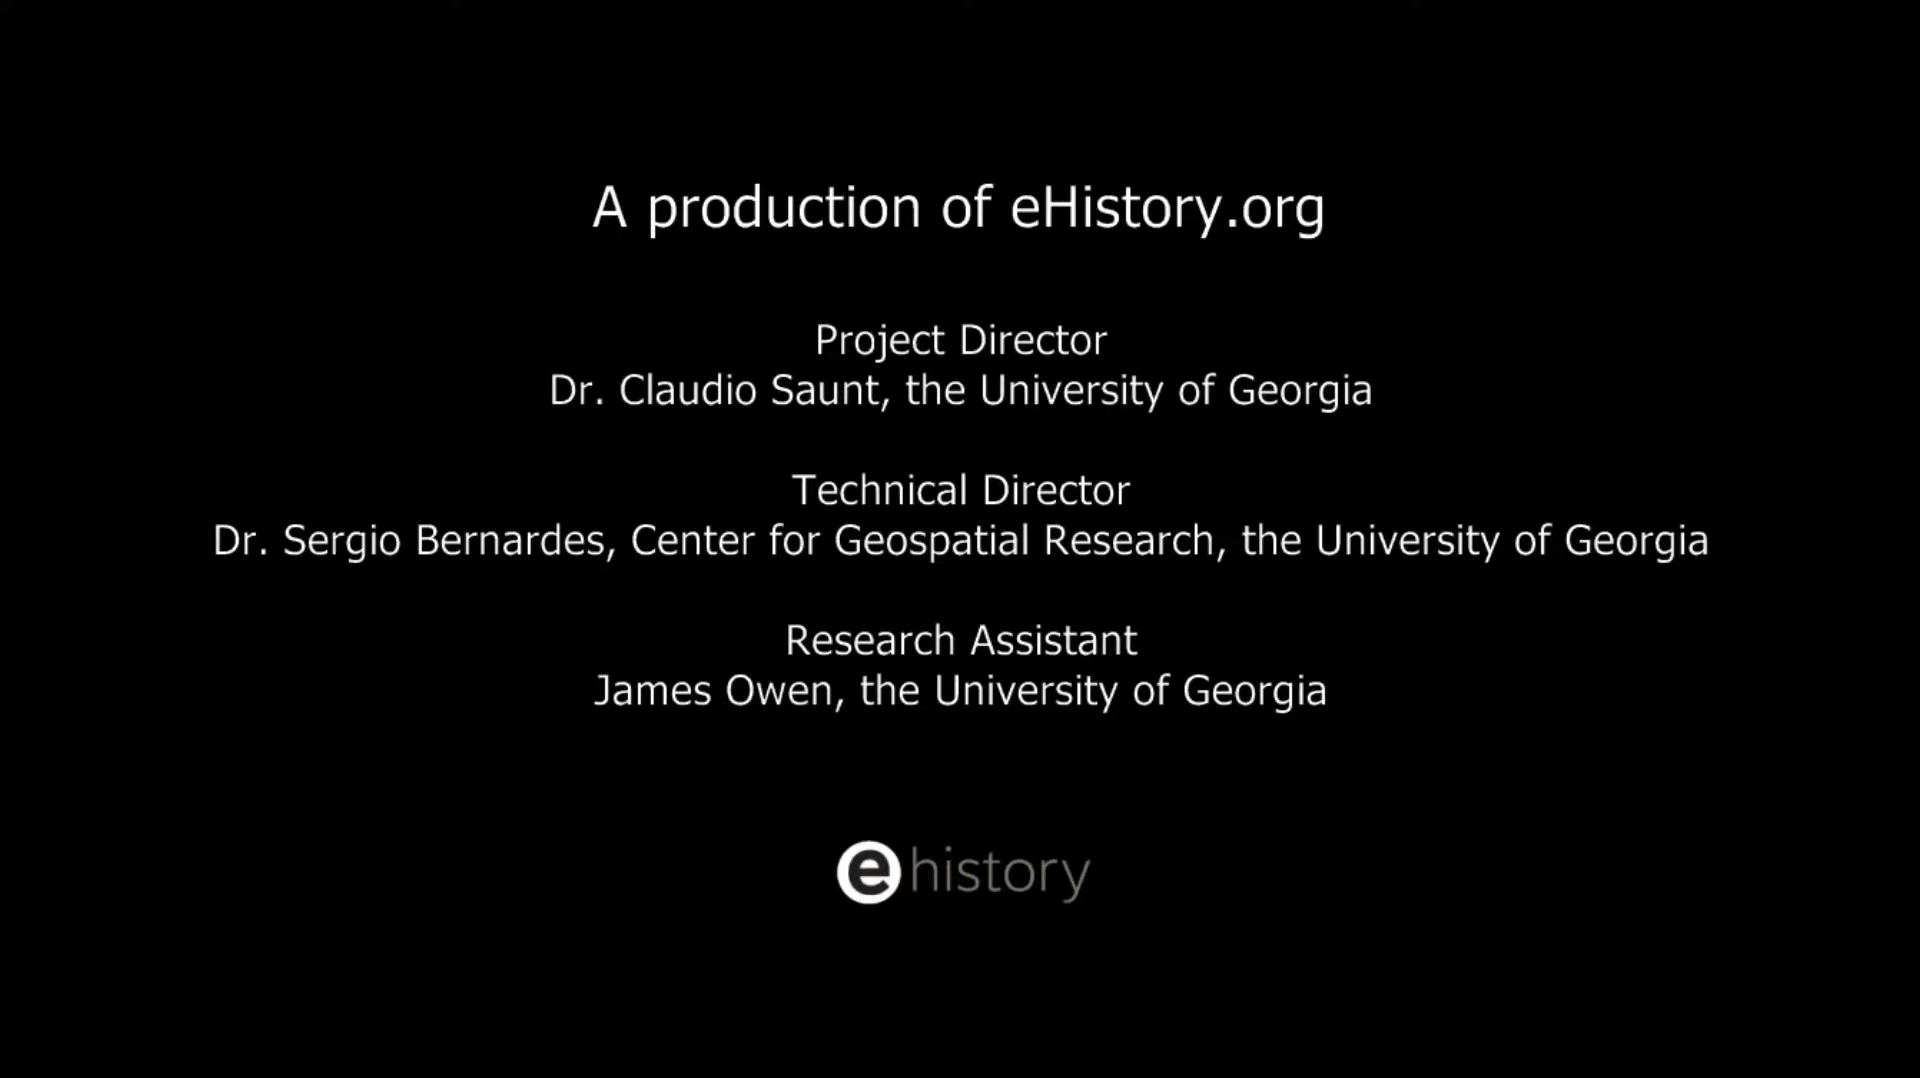 A production of eHistory.org
Project Director
Dr. Claudio Saunt, the University of Georgia
Technical Director
Dr. Sergio Bernardes, Center for Geospatial Research, the University of Georgia
Research Assistant
James Owen, the University of Georgia
ehistory